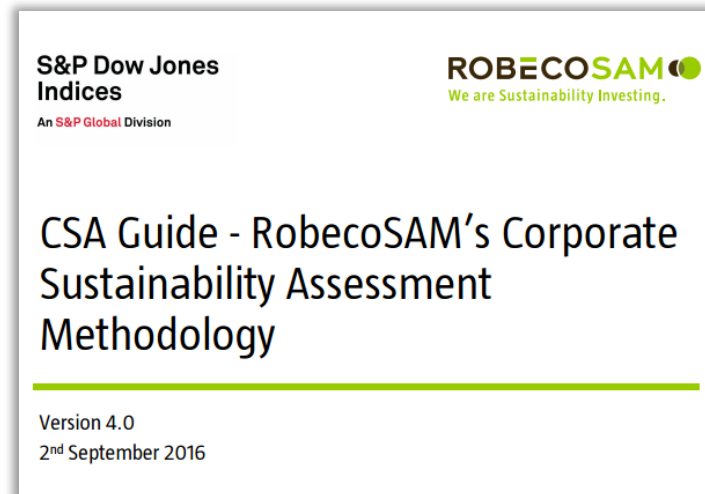 S&P Dow Jones
Indices
An S&P Global Division
ROBECOSAM
We are Sustainability Investing.
CSA Guide - RobecoSAM's Corporate
Sustainability Assessment
Methodology
Version 4.0
2nd September 2016